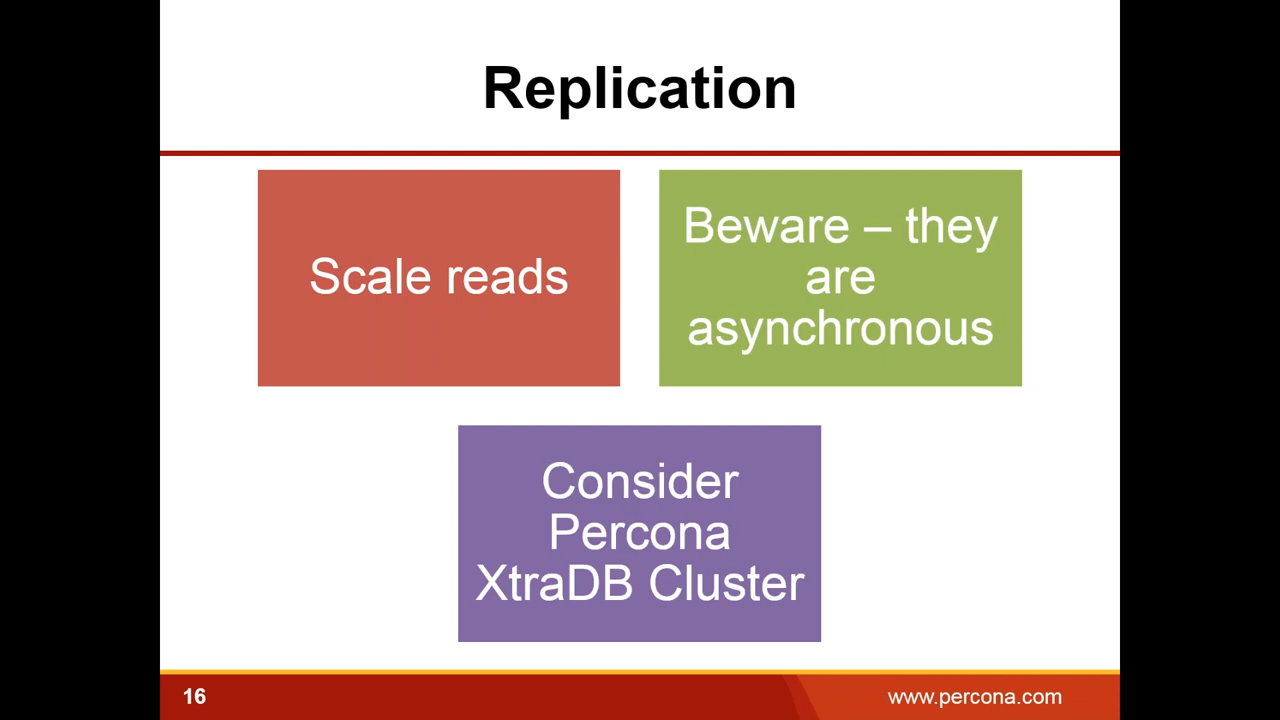 Replication
Scale reads
Beware – they
are
asynchronous
Consider
Percona
XtraDB Cluster
16
www.percona.com